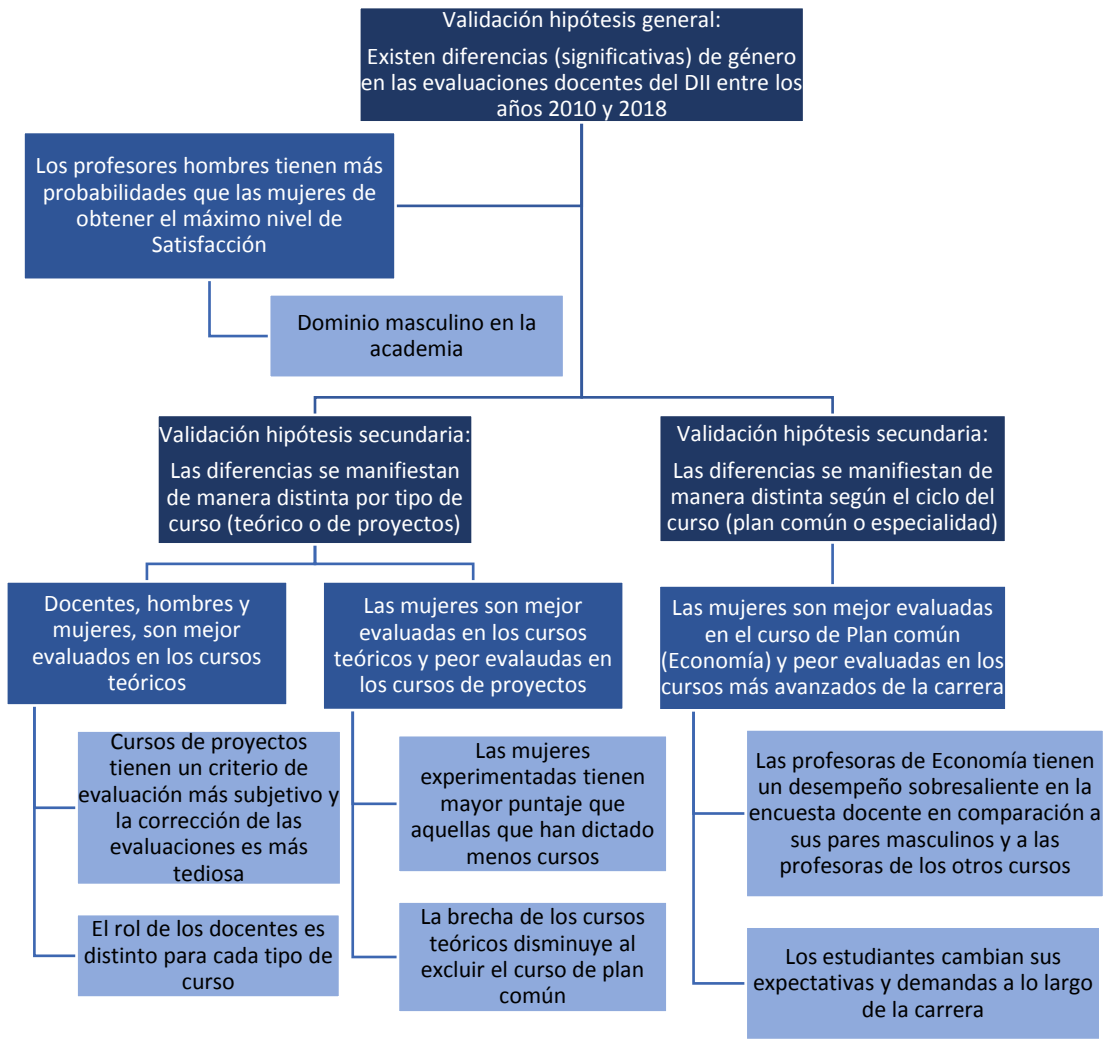 Validación hipótesis general:
Existen diferencias (significativas) de género
en las evaluaciones docentes del DII entre los
años 2010 y 2018
Los profesores hombres tienen más
probabilidades que las mujeres de
obtener el máximo nivel de
Satisfacción
Dominio masculino en la
academia
Validación hipótesis secundaria:
Las diferencias se manifiestan
de manera distinta por tipo de
curso (teórico o de proyectos)
Validación hipótesis secundaria:
Las diferencias se manifiestan de
manera distinta según el ciclo del
curso (plan común o especialidad)
Docentes, hombres y
mujeres, son mejor
evaluados en los cursos
teóricos
Las mujeres son mejor
evaluadas en los cursos
teóricos y peor evalaudas en
los cursos de proyectos
Las mujeres son mejor evaluadas
en el curso de Plan común
(Economía) y peor evaluadas en los
cursos más avanzados de la carrera
Cursos de proyectos
tienen un criterio de
evaluación más subjetivo y
la corrección de las
evaluaciones es más
tediosa
Las mujeres
experimentadas tienen
mayor puntaje que
aquellas que han dictado
menos cursos
Las profesoras de Economía tienen
un desempeño sobresaliente en la
encuesta docente en comparación a
sus pares masculinos y a las
profesoras de los otros cursos
El rol de los docentes es
distinto para cada tipo de
curso
La brecha de los cursos
teóricos disminuye al
excluir el curso de plan
común
Los estudiantes cambian sus
expectativas y demandas a lo largo
de la carrera